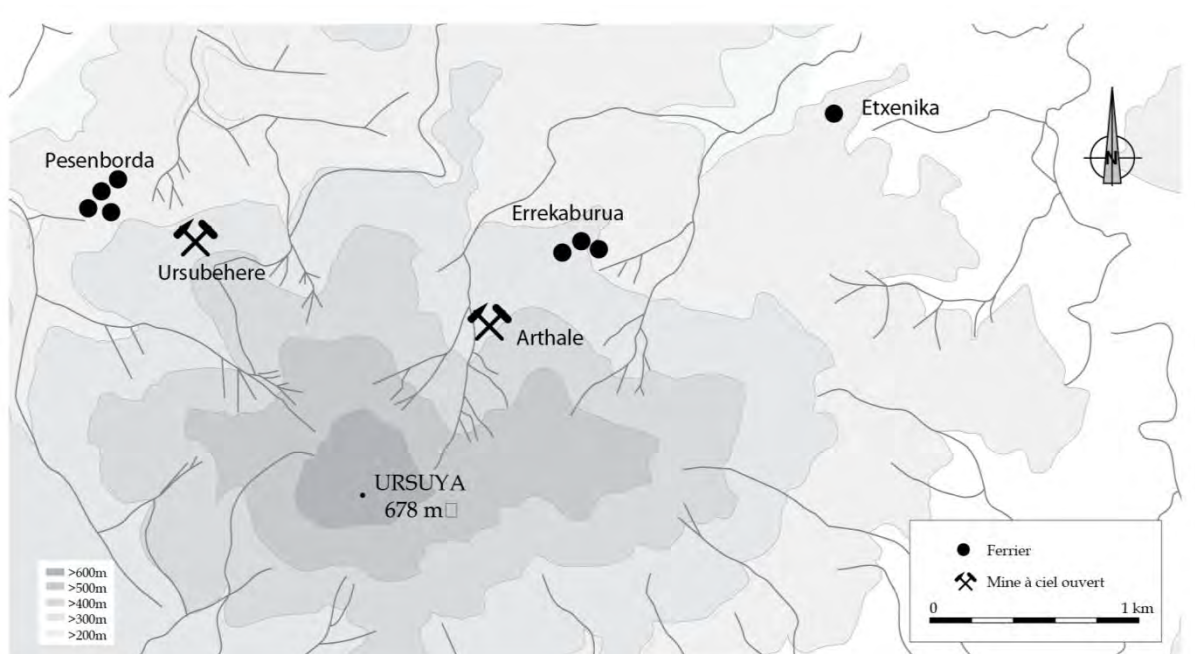 Etxenika
N
Pesenborda
Errekaburua
Ursubehere
Arthale
URSUYA
678 m□
Ferrier
Mine à ciel ouvert
0 1 km
>600m
>500m
>400m
>300m
>200m